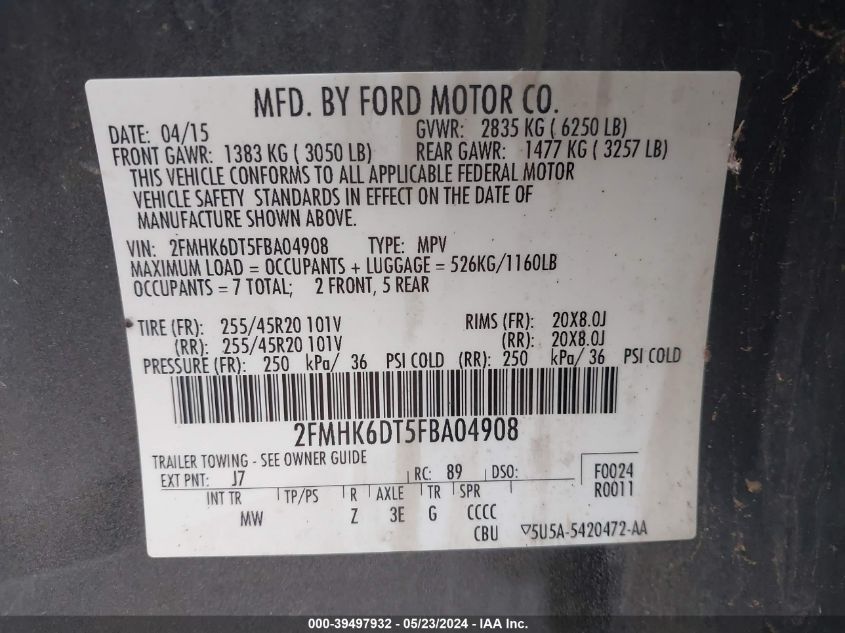 MFD. BY FORD MOTOR CO.
DATE: 04/15 GVWR: 2835 KG ( 6250 LB)
FRONT GAWR: 1383 KG ( 3050 LB) REAR GAWR: 1477 KG ( 3257 LB)
THIS VEHICLE CONFORMS TO ALL APPLICABLE FEDERAL MOTOR
VEHICLE SAFETY STANDARDS IN EFFECT ON THE DATE OF
MANUFACTURE SHOWN ABOVE.
VIN: 2FMHK6DT5FBA04908 TYPE: MPV
MAXIMUM LOAD = OCCUPANTS + LUGGAGE = 526KG/1160LB
OCCUPANTS = 7 TOTAL; 2 FRONT, 5 REAR
TIRE (FR): 255/45R20 101V RIMS (FR): 20X8.0J
(RR): 255/45R20 101V (RR): 20X8.0J
PRESSURE (FR): 250 kPa/ 36 PSI COLD (RR): 250 kPa/ 36 PSI COLD
2FMHK6DT5FBA04908
TRAILER TOWING - SEE OWNER GUIDE
EXT PNT: J7 RC: 89 DSO: F0024
INT TR TP/PS R AXLE TR SPR R0011
MW Z 3E G CCCC
CBU ▽5U5A-5420472-AA
000-39497932 - 05/23/2024 - IAA Inc.